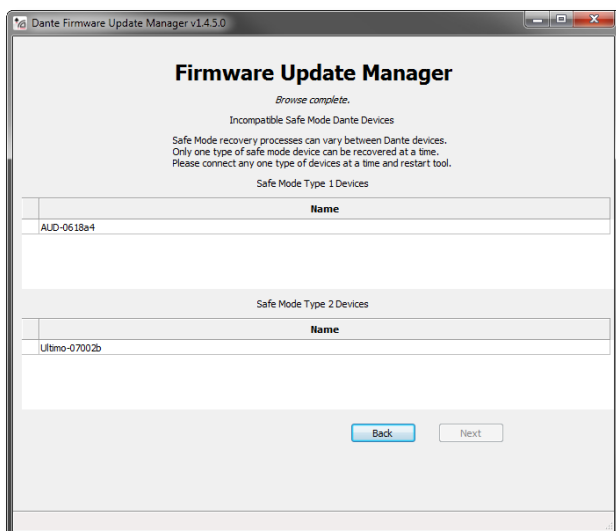 Dante Firmware Update Manager v1.4.5.0
Firmware Update Manager
Browse complete.
Incompatible Safe Mode Dante Devices
Safe Mode recovery processes can vary between Dante devices.
Only one type of safe mode device can be recovered at a time.
Please connect any one type of devices at a time and restart tool.
Safe Mode Type 1 Devices
Name
AUD-0618a4
Safe Mode Type 2 Devices
Name
Ultimo-07002b
Back Next